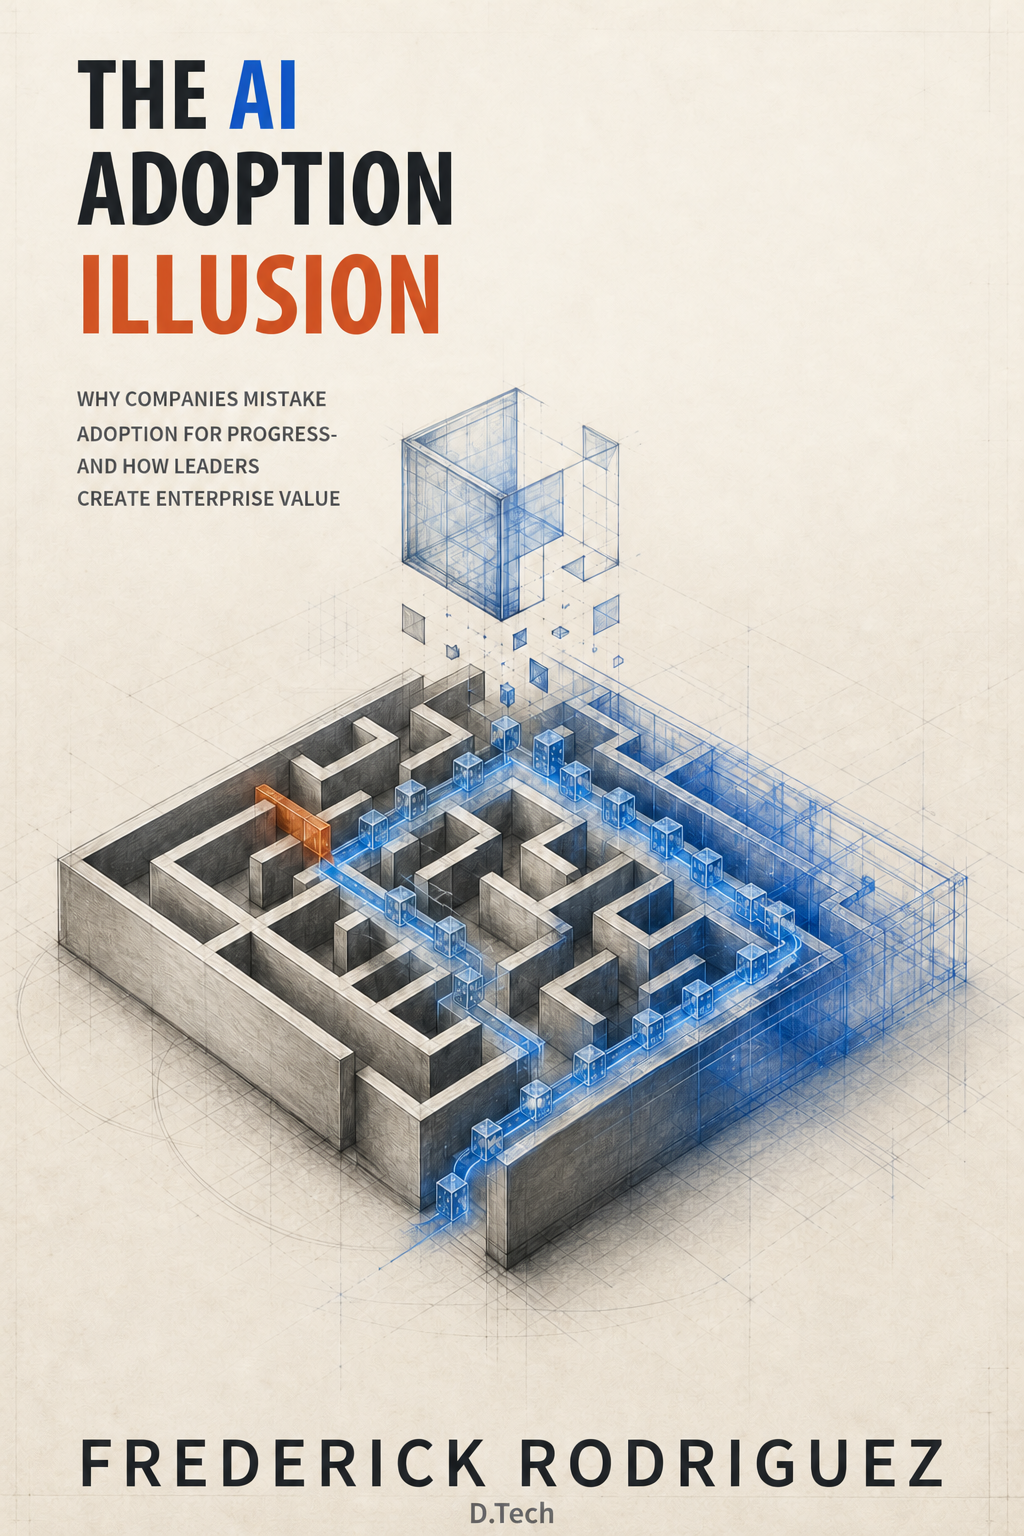 THE AI
ADOPTION
ILLUSION
WHY COMPANIES MISTAKE
ADOPTION FOR PROGRESS-
AND HOW LEADERS
CREATE ENTERPRISE VALUE
FREDERICK RODRIGUEZ
D.Tech